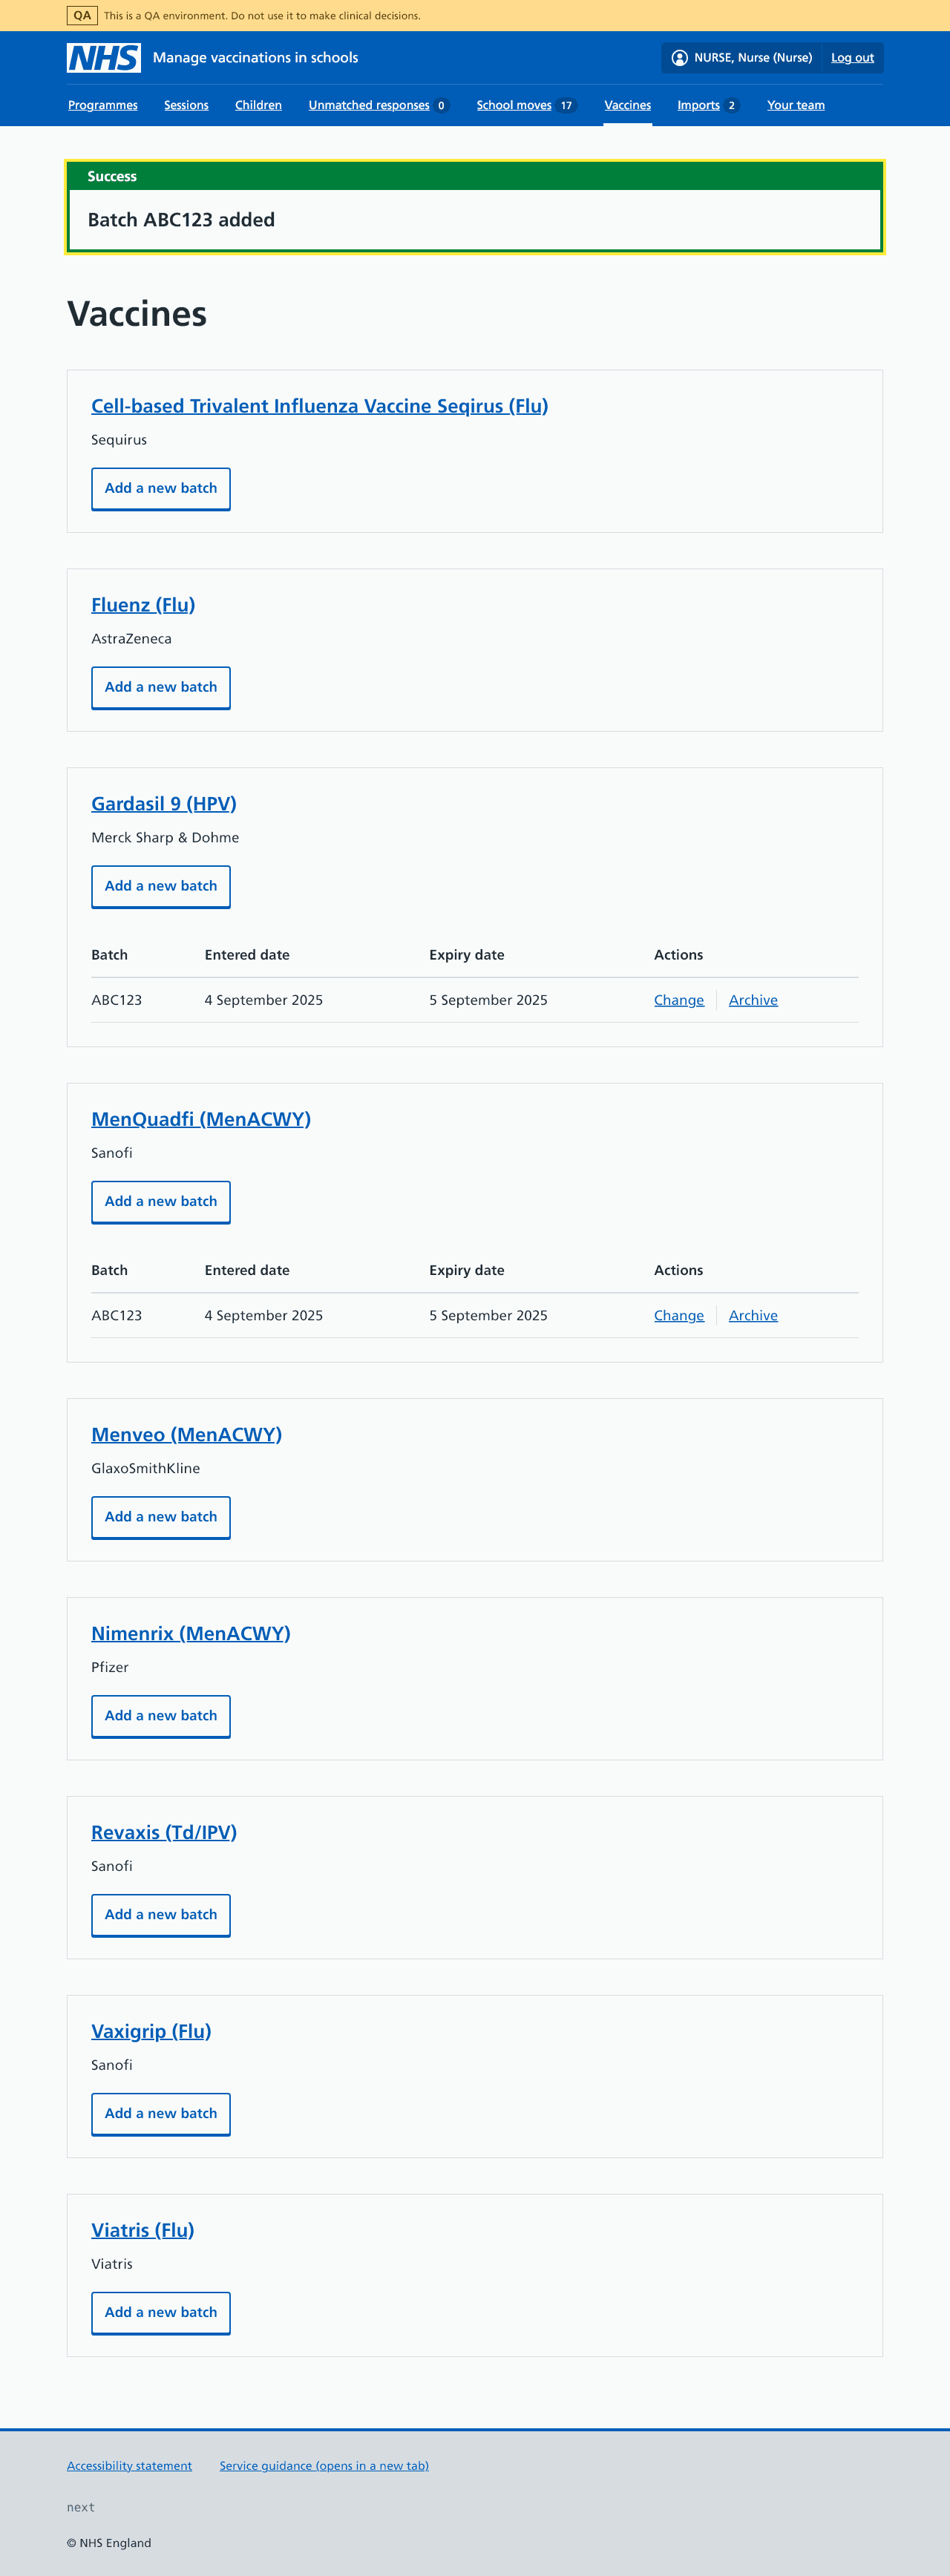 QA This is a QA environment. Do not use it to make clinical decisions.
NHS Manage vaccinations in schools NURSE, Nurse (Nurse) Log out
Programmes Sessions Children Unmatched responses 0 School moves 17 Vaccines Imports 2 Your team
Success
Batch ABC123 added
Vaccines
Cell-based Trivalent Influenza Vaccine Seqirus (Flu)
Sequirus
Add a new batch
Fluenz (Flu)
AstraZeneca
Add a new batch
Gardasil 9 (HPV)
Merck Sharp & Dohme
Add a new batch
Batch Entered date Expiry date Actions
ABC123 4 September 2025 5 September 2025 Change Archive
MenQuadfi (MenACWY)
Sanofi
Add a new batch
Batch Entered date Expiry date Actions
ABC123 4 September 2025 5 September 2025 Change Archive
Menveo (MenACWY)
GlaxoSmithKline
Add a new batch
Nimenrix (MenACWY)
Pfizer
Add a new batch
Revaxis (Td/IPV)
Sanofi
Add a new batch
Vaxigrip (Flu)
Sanofi
Add a new batch
Viatris (Flu)
Viatris
Add a new batch
Accessibility statement Service guidance (opens in a new tab)
next
© NHS England